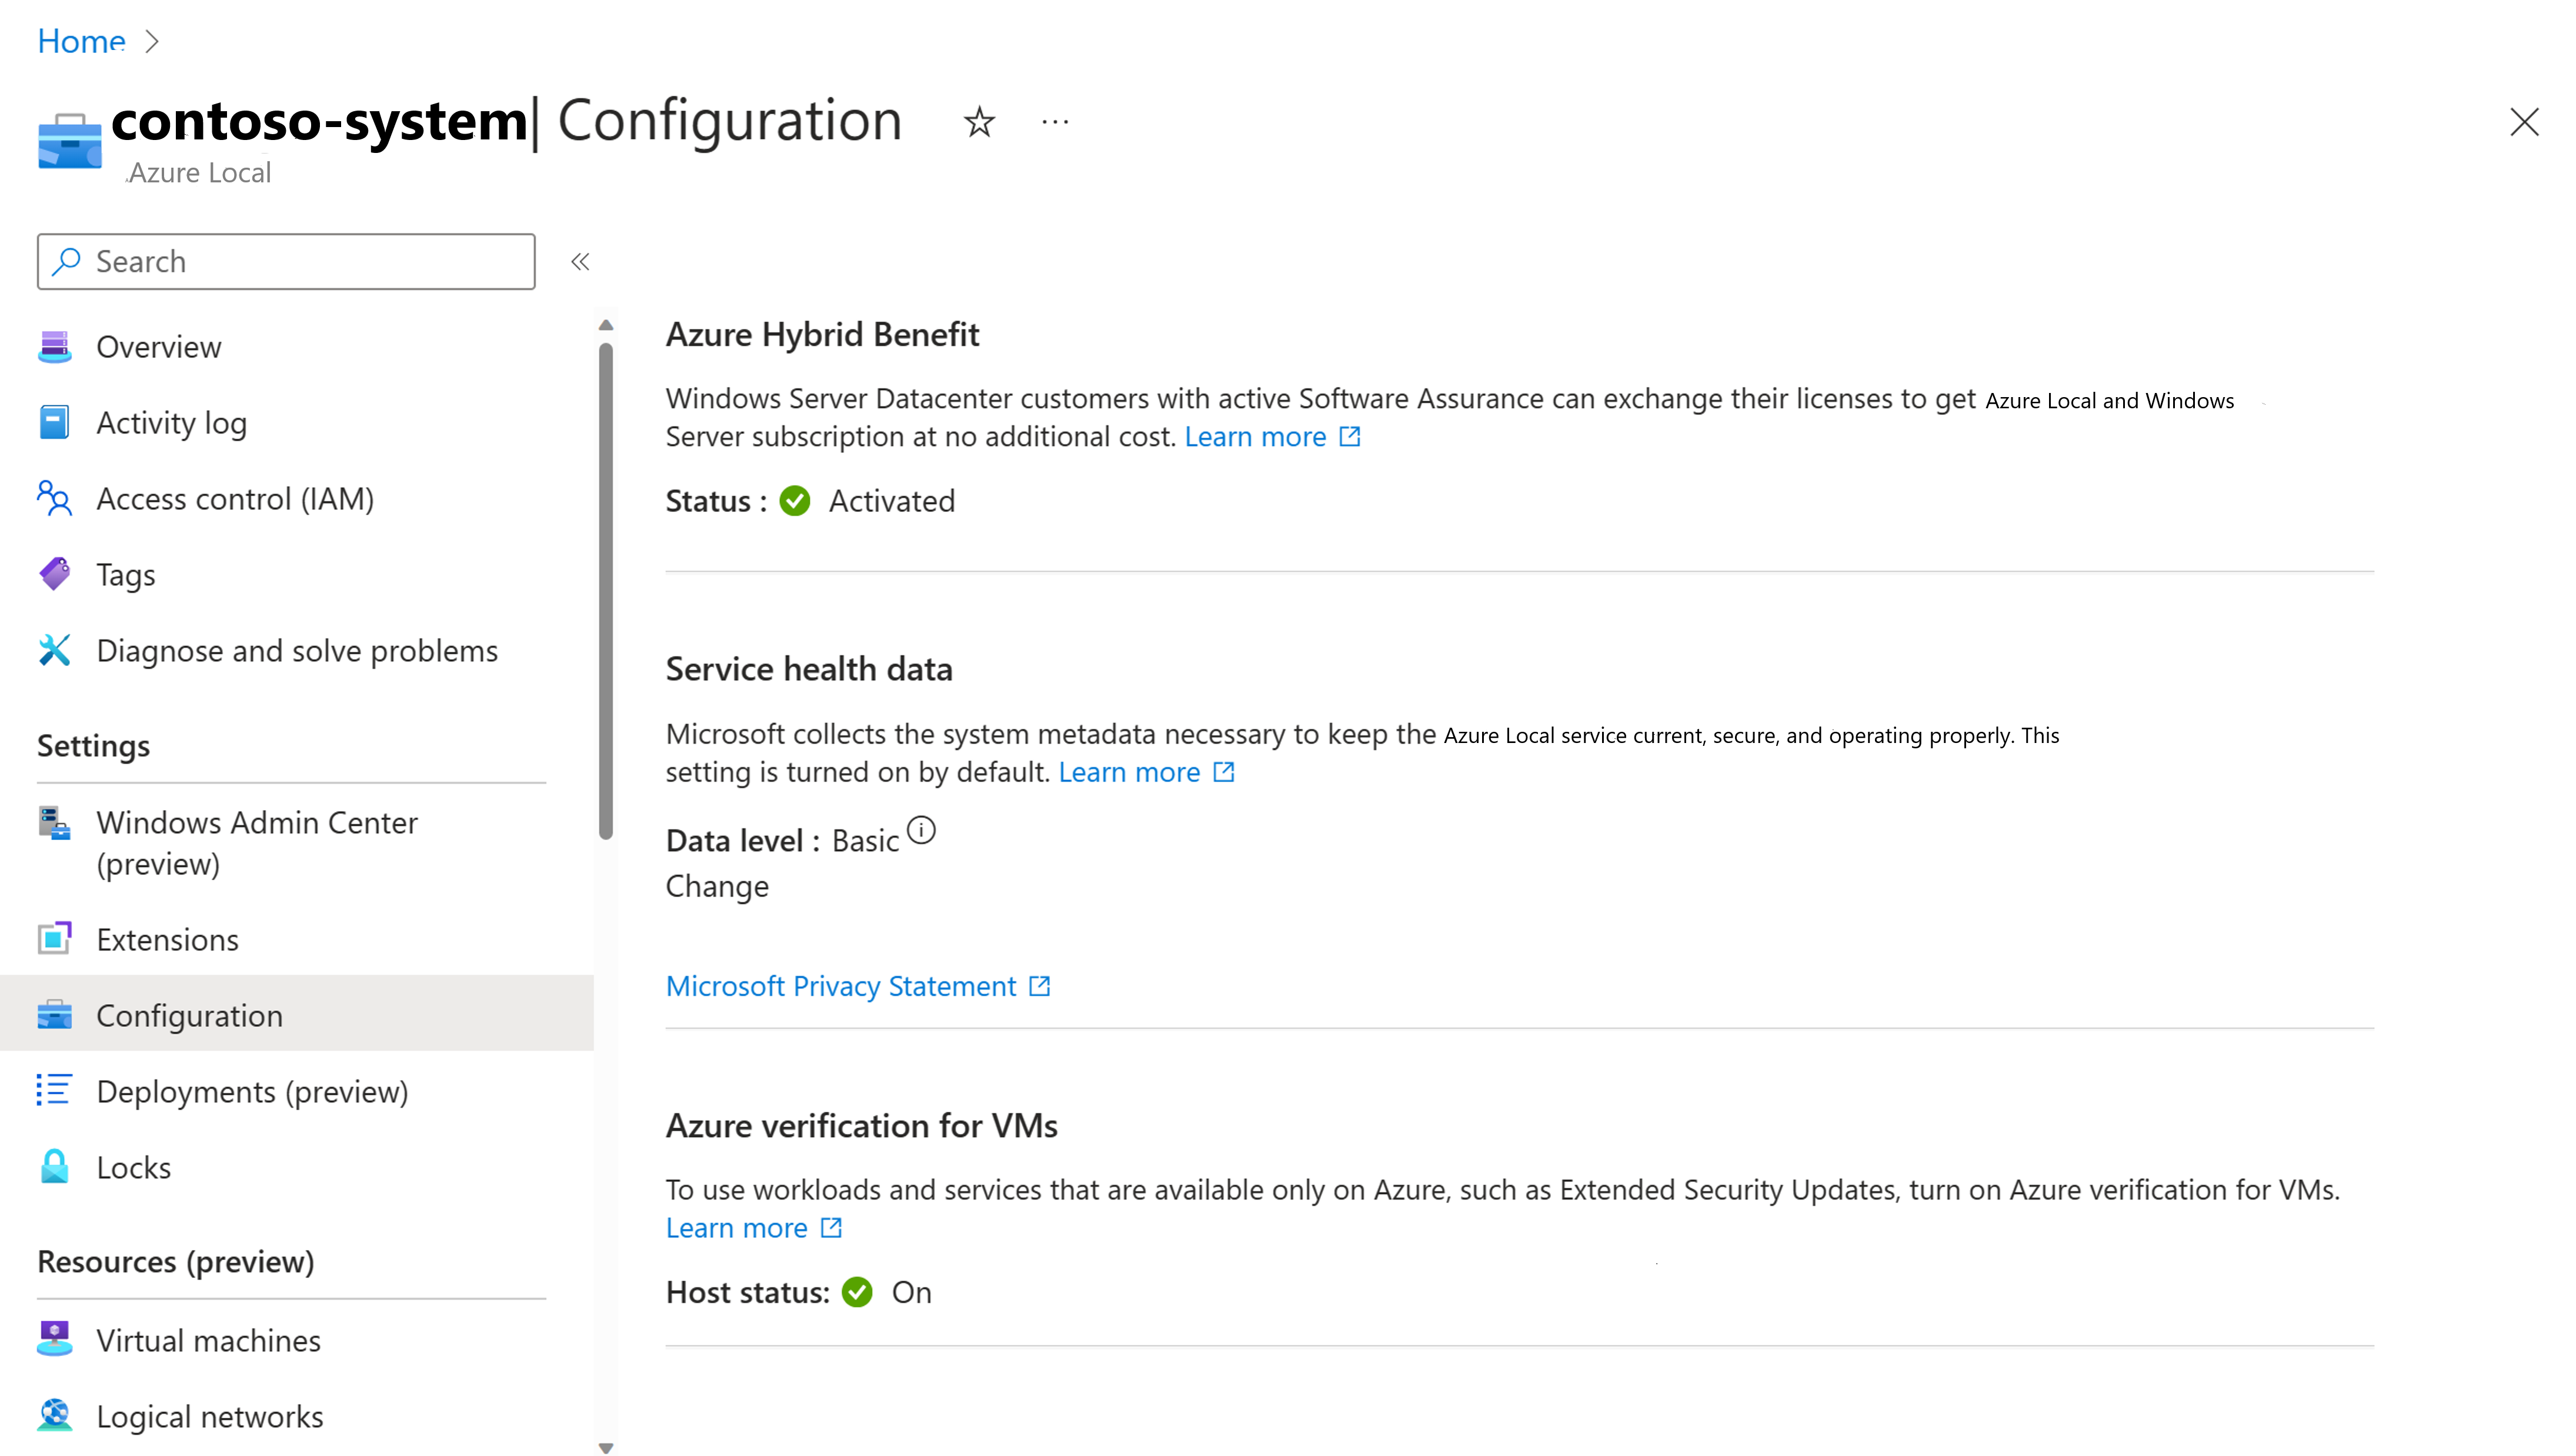 Home
contoso-system| Configuration
Azure Local
Search
Overview
Activity log
Access control (IAM)
Tags
Diagnose and solve problems
Settings
Windows Admin Center
(preview)
Extensions
Configuration
Deployments (preview)
Locks
Resources (preview)
Virtual machines
Logical networks
Azure Hybrid Benefit
Windows Server Datacenter customers with active Software Assurance can exchange their licenses to get Azure Local and Windows
Server subscription at no additional cost. Learn more
Status : Activated
Service health data
Microsoft collects the system metadata necessary to keep the Azure Local service current, secure, and operating properly. This
setting is turned on by default. Learn more
Data level : Basic
Change
Microsoft Privacy Statement
Azure verification for VMs
To use workloads and services that are available only on Azure, such as Extended Security Updates, turn on Azure verification for VMs.
Learn more
Host status: On